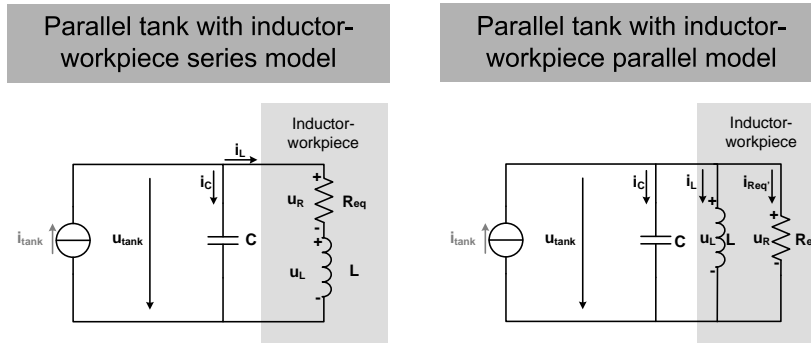 Parallel tank with inductor-
workpiece series model
Inductor-
workpiece
iL
iC
uR
Req
+
-
+
-
itank
utank
C
uL
L
Parallel tank with inductor-
workpiece parallel model
Inductor-
workpiece
iC
iL
iReq'
+
-
+
-
itank
utank
C
uL
L
uR